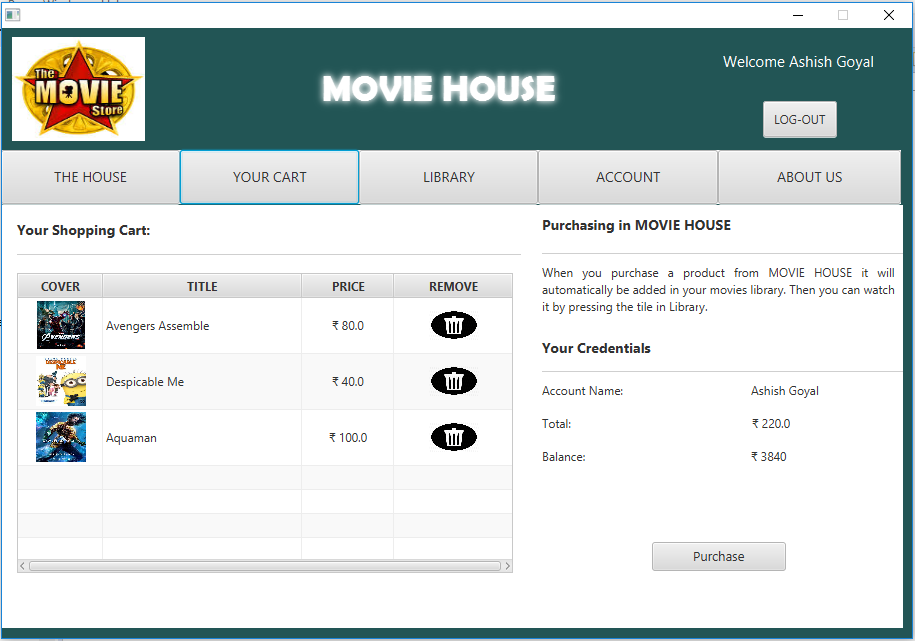 The
MOVIE
Store
MOVIE HOUSE
Welcome Ashish Goyal
LOG-OUT
THE HOUSE
YOUR CART
LIBRARY
ACCOUNT
ABOUT US
Your Shopping Cart:
COVER TITLE PRICE REMOVE
AVENGERS
Avengers Assemble ₹ 80.0
DESPICABLE
ME
Despicable Me ₹ 40.0
Aquaman ₹ 100.0
Purchasing in MOVIE HOUSE
When you purchase a product from MOVIE HOUSE it will
automatically be added in your movies library. Then you can watch
it by pressing the tile in Library.
Your Credentials
Account Name: Ashish Goyal
Total: ₹ 220.0
Balance: ₹ 3840
Purchase